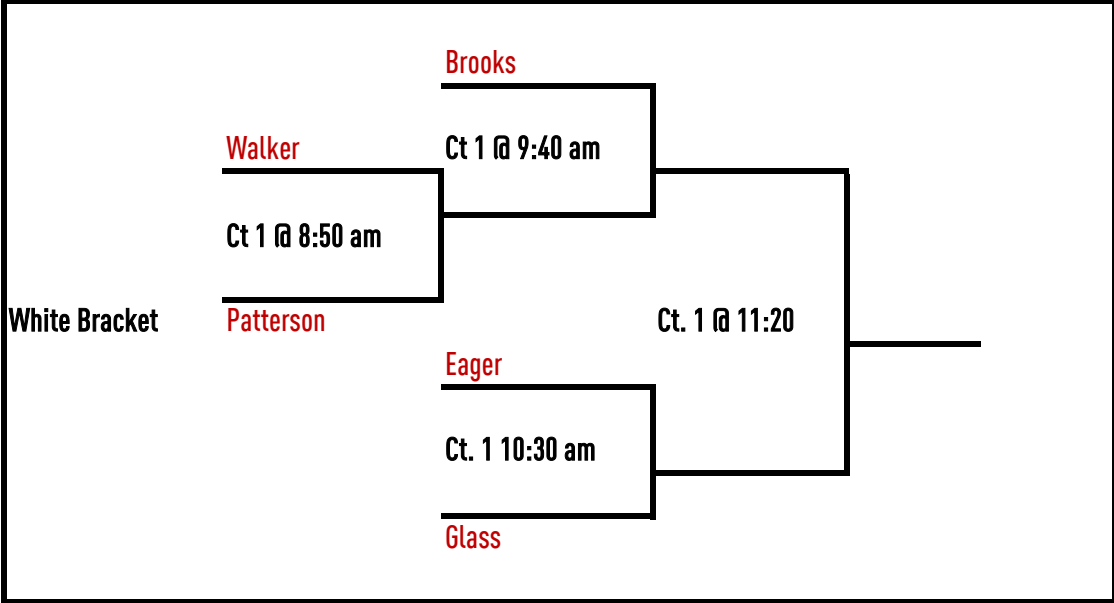 Brooks
Walker
Ct 1 @ 9:40 am
Ct 1 @ 8:50 am
White Bracket
Patterson
Ct. 1 @ 11:20
Eager
Ct. 1 10:30 am
Glass